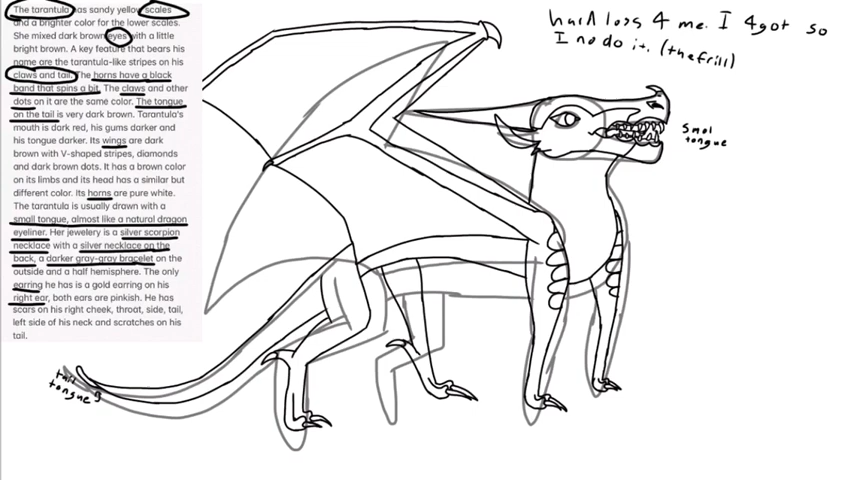 The tarantula has sandy yellow scales
and a brighter color for the lower scales.
She mixed dark brown eyes with a little
bright brown. A key feature that bears his
name are the tarantula-like stripes on his
claws and tail. The horns have a black
band that spins a bit. The claws and other
dots on it are the same color. The tongue
on the tail is very dark brown. Tarantula's
mouth is dark red, his gums darker and
his tongue darker. Its wings are dark
brown with V-shaped stripes, diamonds
and dark brown dots. It has a brown color
on its limbs and its head has a similar but
different color. Its horns are pure white.
The tarantula is usually drawn with a
small tongue, almost like a natural dragon
eyeliner. Her jewelery is a silver scorpion
necklace with a silver necklace on the
back, a darker gray-gray bracelet on the
outside and a half hemisphere. The only
earring he has is a gold earring on his
right ear, both ears are pinkish. He has
scars on his right cheek, throat, side, tail,
left side of his neck and scratches on his
tail.
4 me. I 4got so
I no do it. (the frill)
smol
tongue
tail
tongue